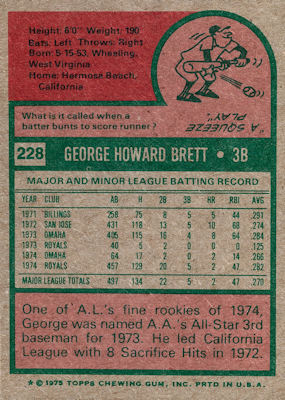 Height: 6'0" Weight: 190
Bats: Left Throws: Right
Born: 5-15-53, Wheeling,
West Virginia
Home: Hermosa Beach,
California
What is it called when a
batter bunts to score runner?
"A SQUEEZE
PLAY".
228 GEORGE HOWARD BRETT • 3B
MAJOR AND MINOR LEAGUE BATTING RECORD
YEAR CLUB AB H 2B 3B HR RBI AVG.
1971 BILLINGS 258 75 8 5 5 44 .291
1972 SAN JOSE 431 118 13 5 10 68 .274
1973 OMAHA 405 115 16 4 8 64 .284
1973 ROYALS 40 5 2 0 0 0 .125
1974 OMAHA 64 17 2 0 2 14 .266
1974 ROYALS 457 129 20 5 2 47 .282
MAJOR LEAGUE TOTALS 497 134 22 5 2 47 .270
One of A.L.'s fine rookies of 1974,
George was named A.A.'s All-Star 3rd
baseman for 1973. He led California
League with 8 Sacrifice Hits in 1972.
* © 1975 TOPPS CHEWING GUM, INC. PRTD IN U.S.A.